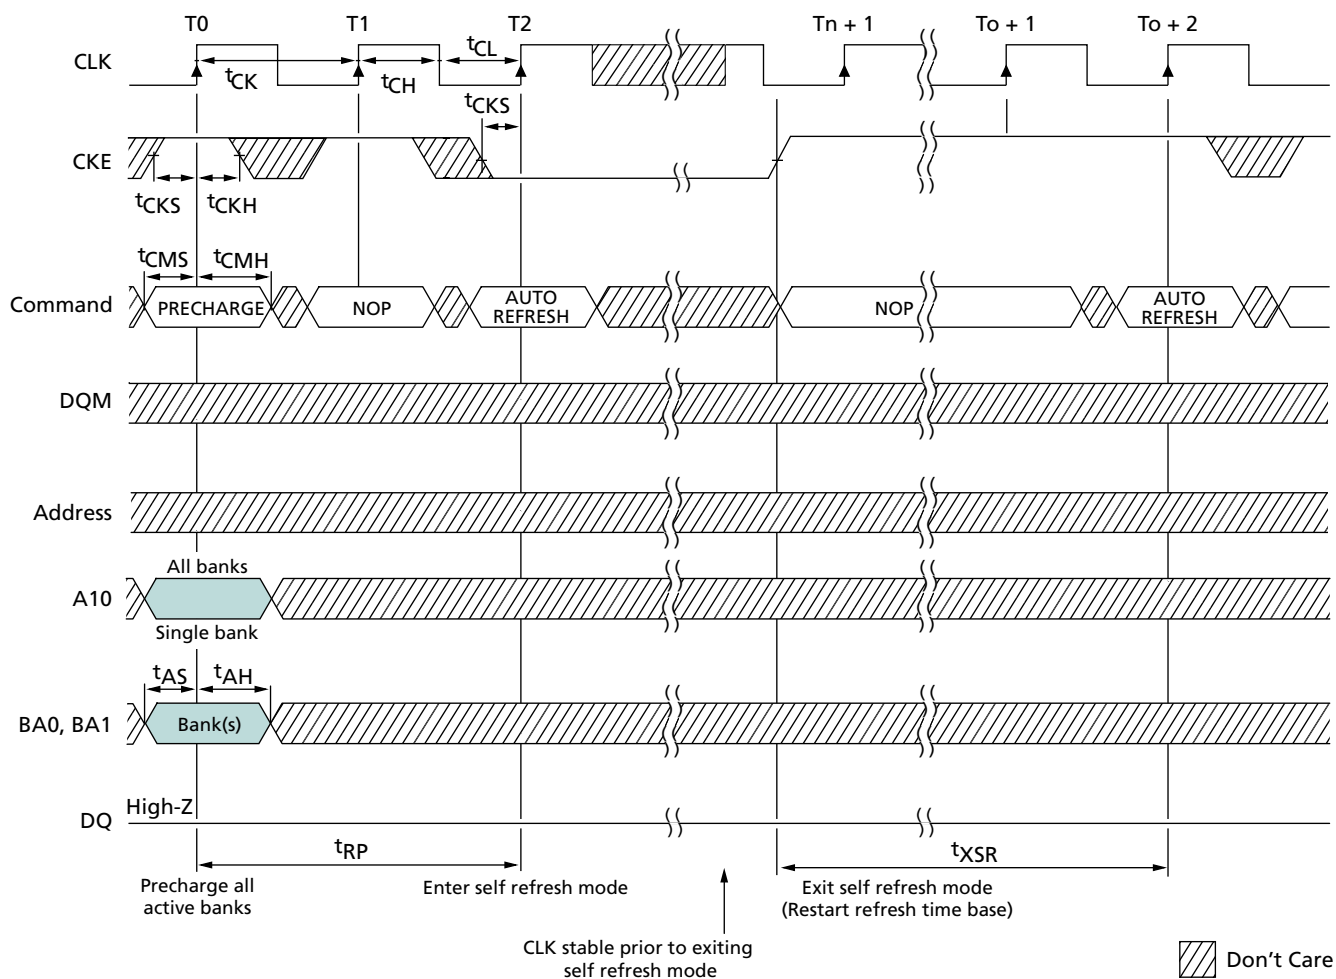 T0 T1 T2 Tn + 1 To + 1 To + 2
CLK
tCK tCH tCL
tCKS
CKE
tCKS tCKH
tCMS tCMH
Command PRECHARGE NOP AUTO REFRESH NOP AUTO REFRESH
DQM
Address
All banks
A10
Single bank
tAS tAH
BA0, BA1 Bank(s)
High-Z
DQ
tRP tXSR
Precharge all
active banks
Enter self refresh mode
Exit self refresh mode
(Restart refresh time base)
CLK stable prior to exiting
self refresh mode
Don't Care